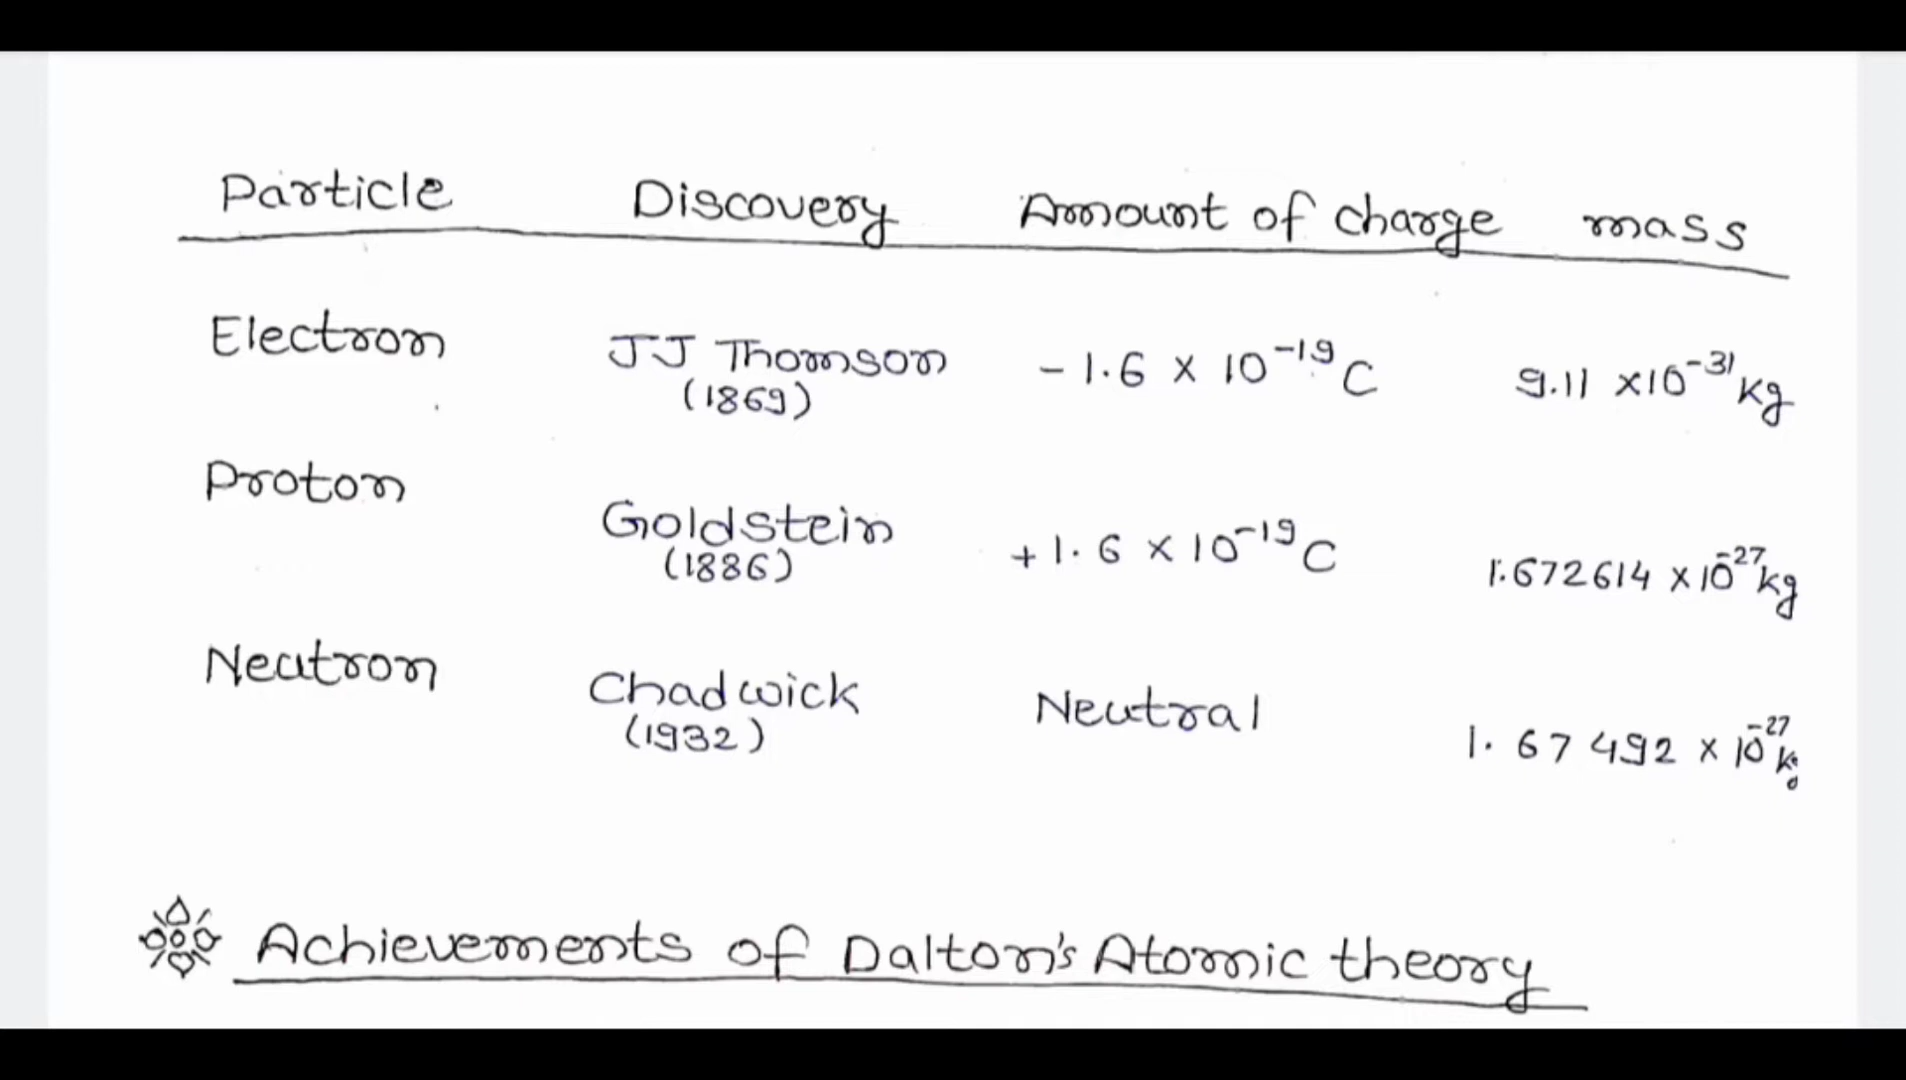 Particle Discovery Amount of charge mass
Electron JJ Thomson - 1.6 x 10⁻¹⁹ C 9.11 x10⁻³¹ kg
(1869)
Proton Goldstein + 1.6 x 10⁻¹⁹ C 1.672614 x 10⁻²⁷ kg
(1886)
Neutron Chadwick Neutral 1.67492 x 10⁻²⁷ kg
(1932)
Achievements of Dalton's Atomic theory